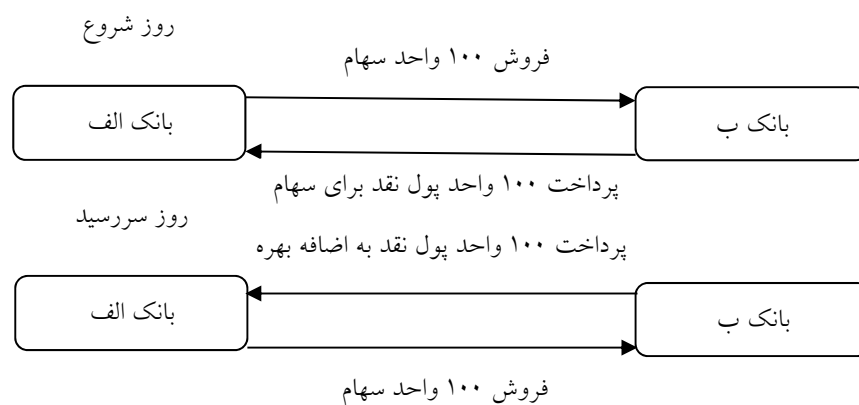 روز شروع
فروش ۱۰۰ واحد سهام
بانک ب
بانک الف
پرداخت ۱۰۰ واحد پول نقد برای سهام
روز سررسید
پرداخت ۱۰۰ واحد پول نقد به اضافه بهره
بانک ب
بانک الف
فروش ۱۰۰ واحد سهام